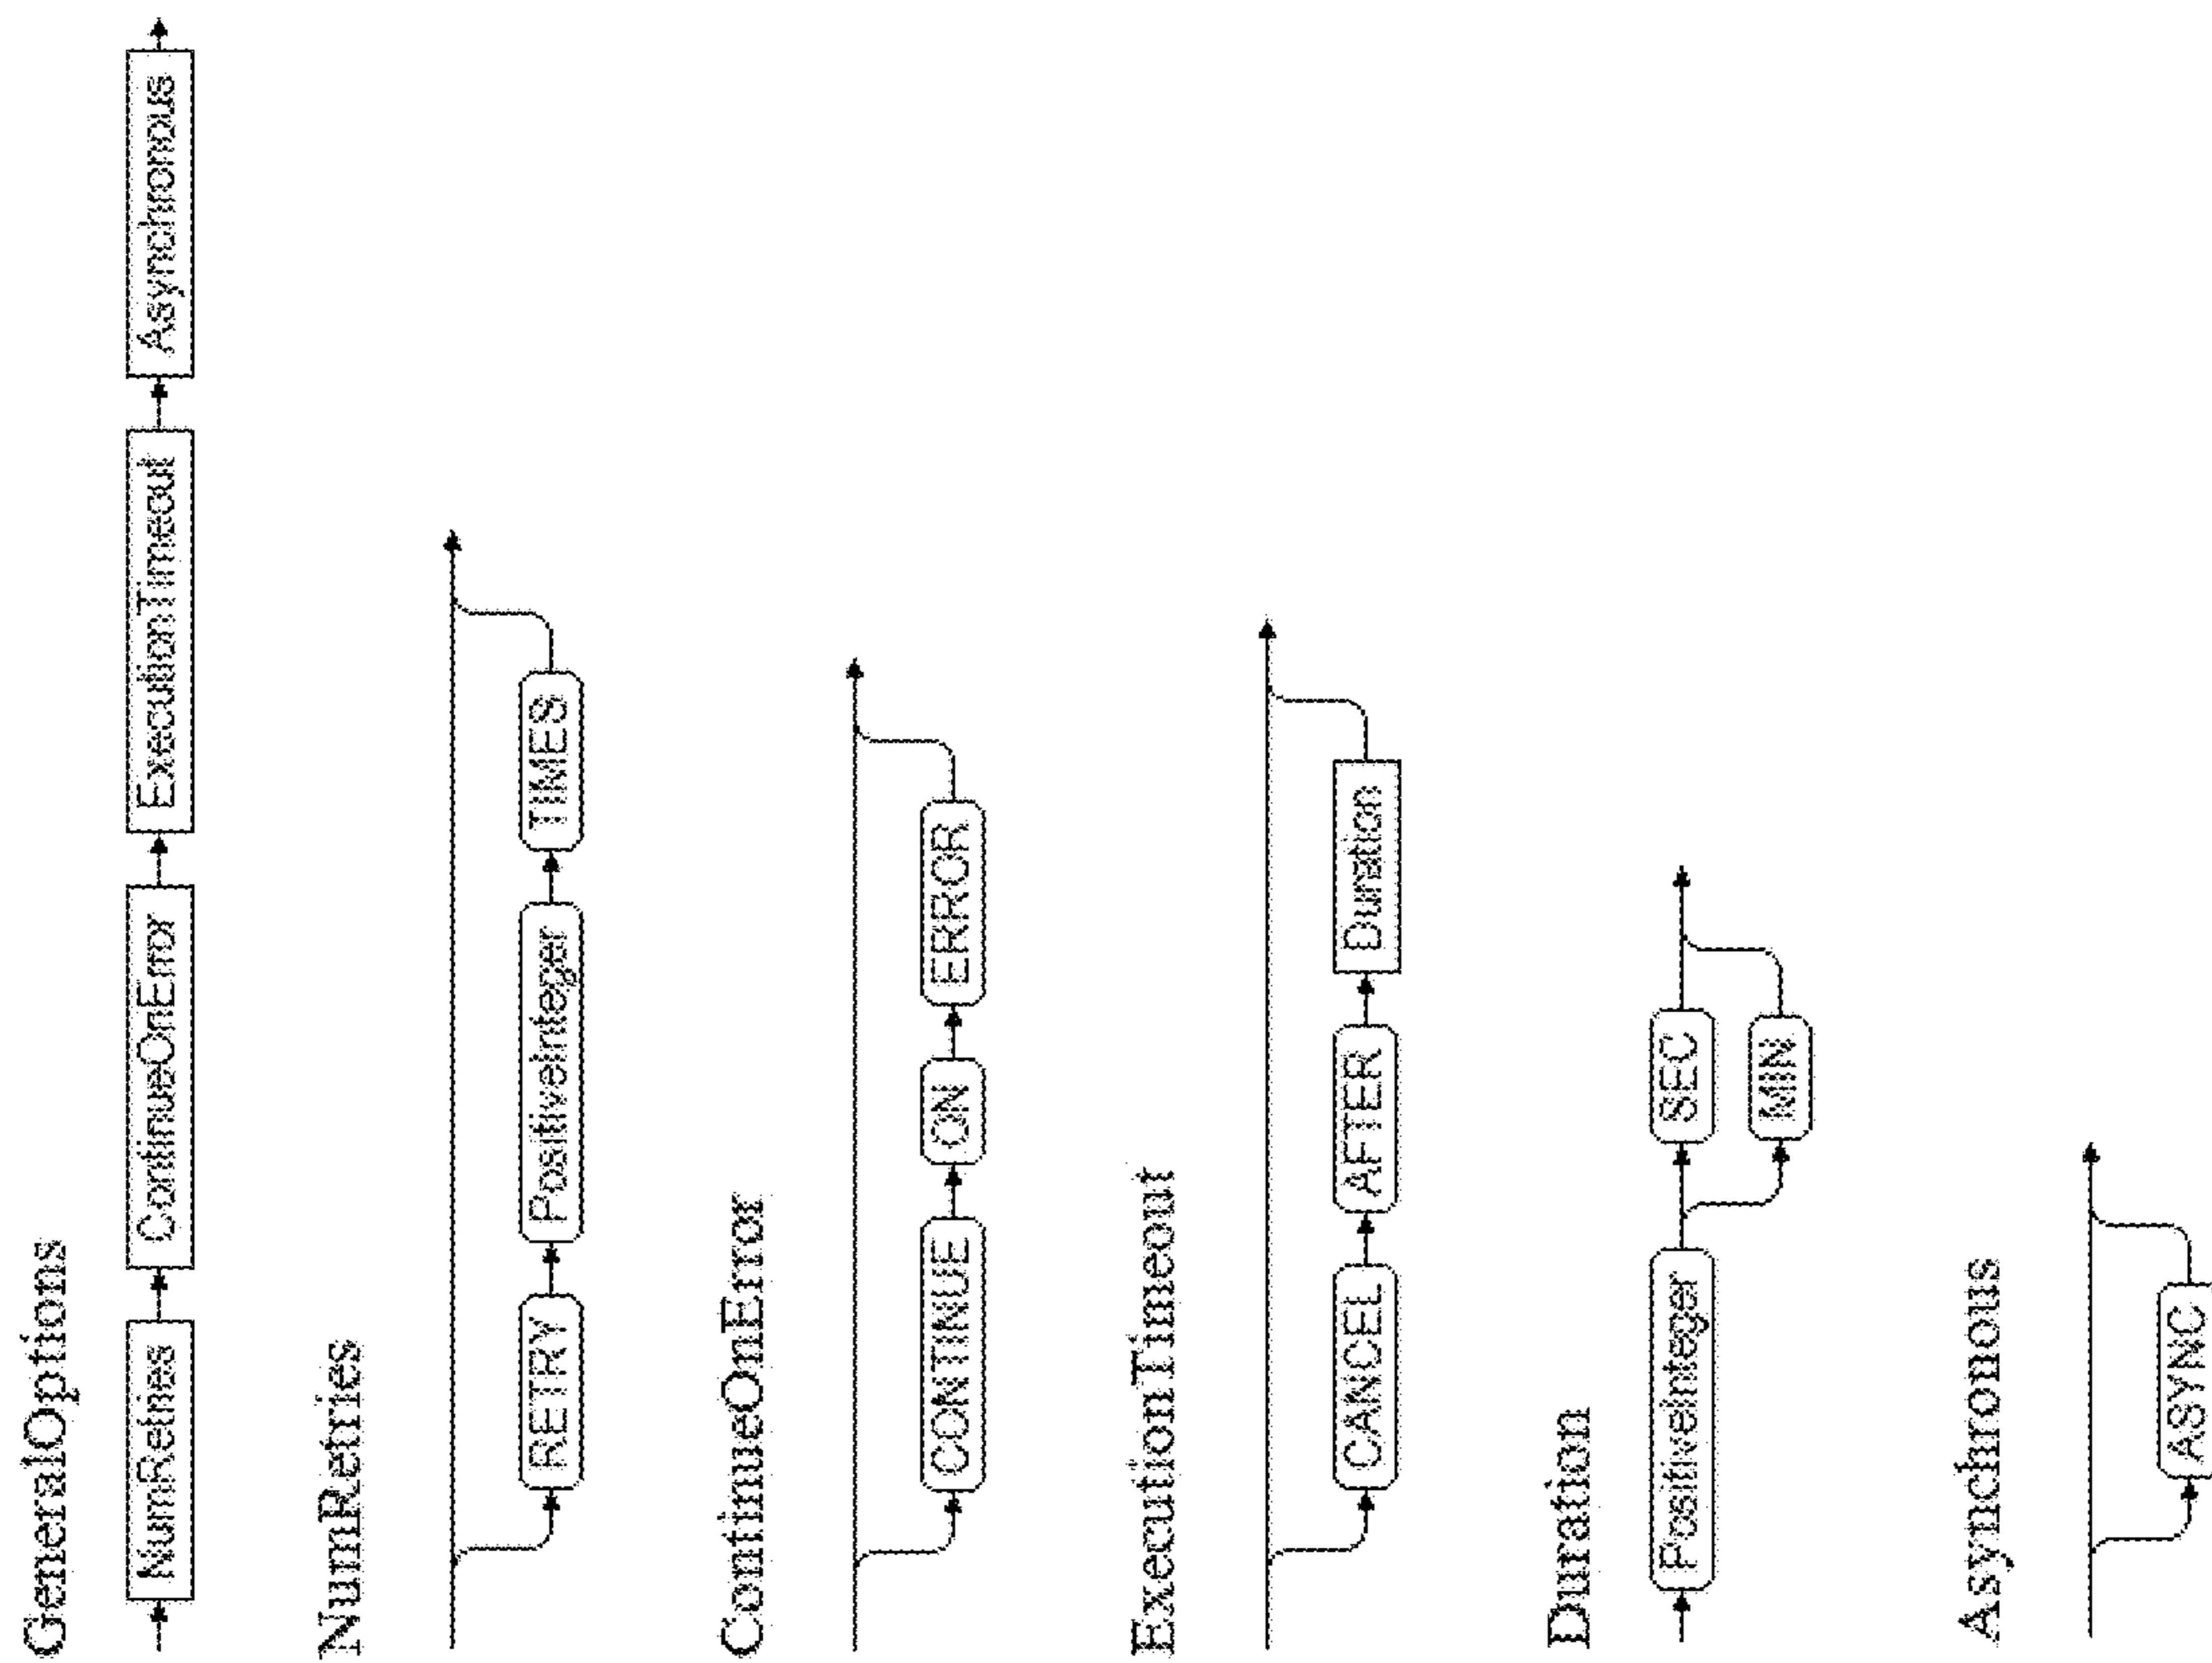 GeneralOptions
NumRetries ContinueOnError ExecutionTimeout Asynchronous
NumRetries
RETRY PositiveInteger TIMES
ContinueOnError
CONTINUE ON ERROR
ExecutionTimeout
CANCEL AFTER Duration
Duration
PositiveInteger SEC
MIN
Asynchronous
ASYNC